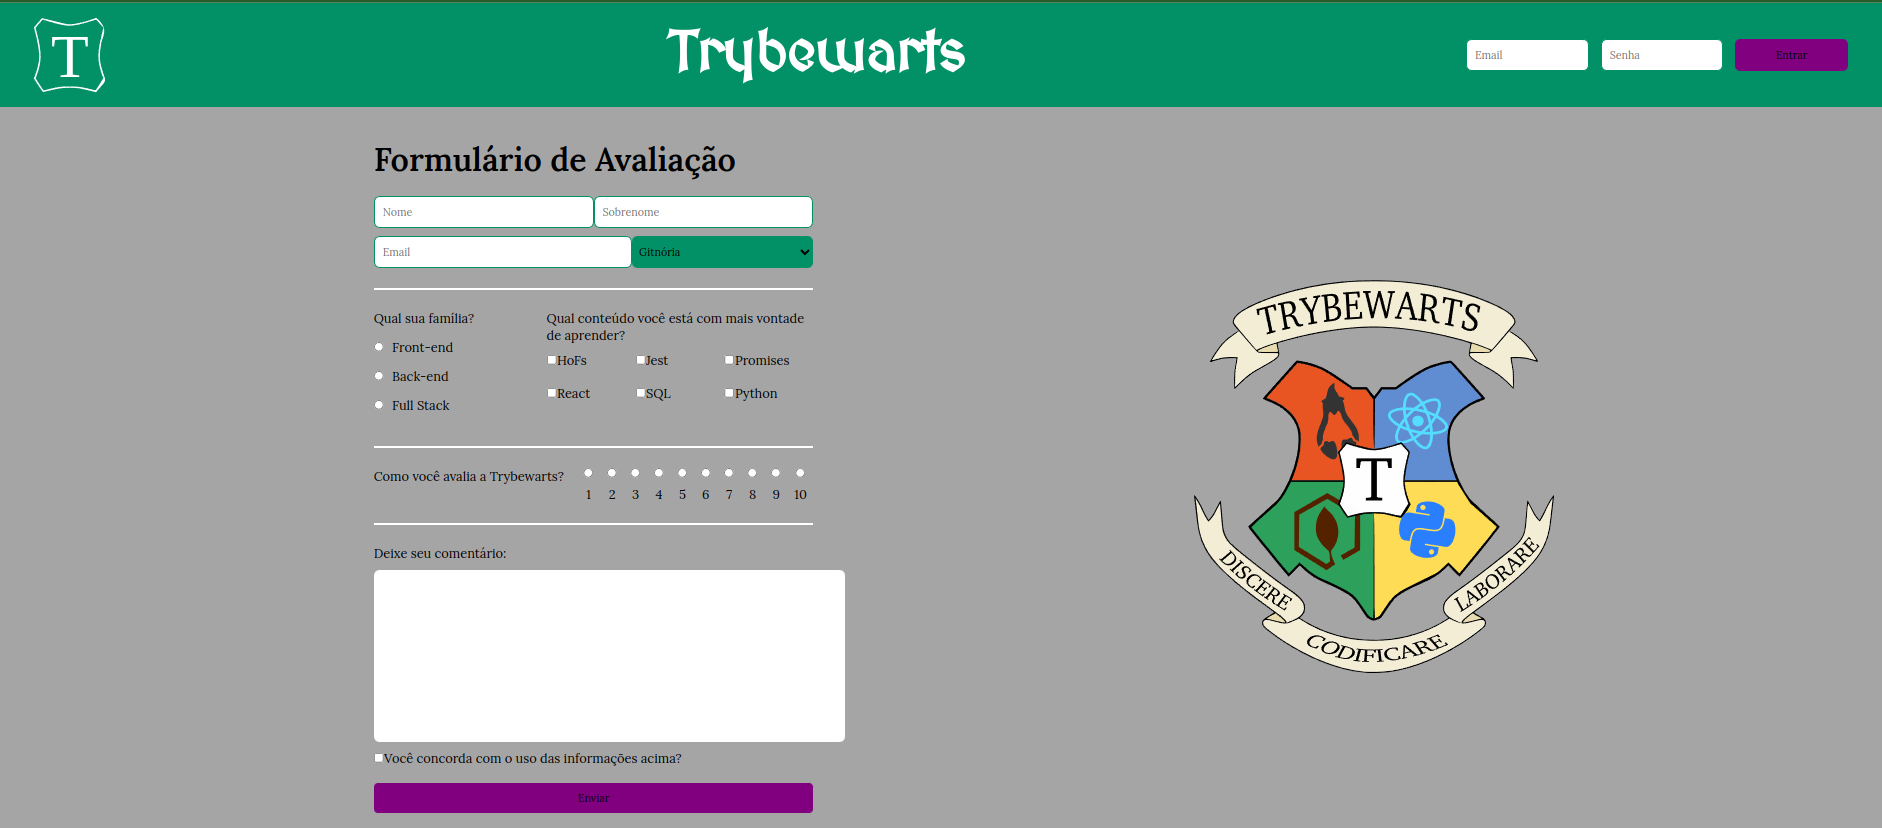 T
Trybewarts
Email
Senha
Entrar
Formulário de Avaliação
Nome
Sobrenome
Email
Gitnória
Qual sua família?
Front-end
Back-end
Full Stack
Qual conteúdo você está com mais vontade
de aprender?
HoFs Jest Promises
React SQL Python
Como você avalia a Trybewarts?
1 2 3 4 5 6 7 8 9 10
Deixe seu comentário:
Você concorda com o uso das informações acima?
Enviar
TRYBEWARTS
T
DISCERE
CODIFICARE
LABORARE